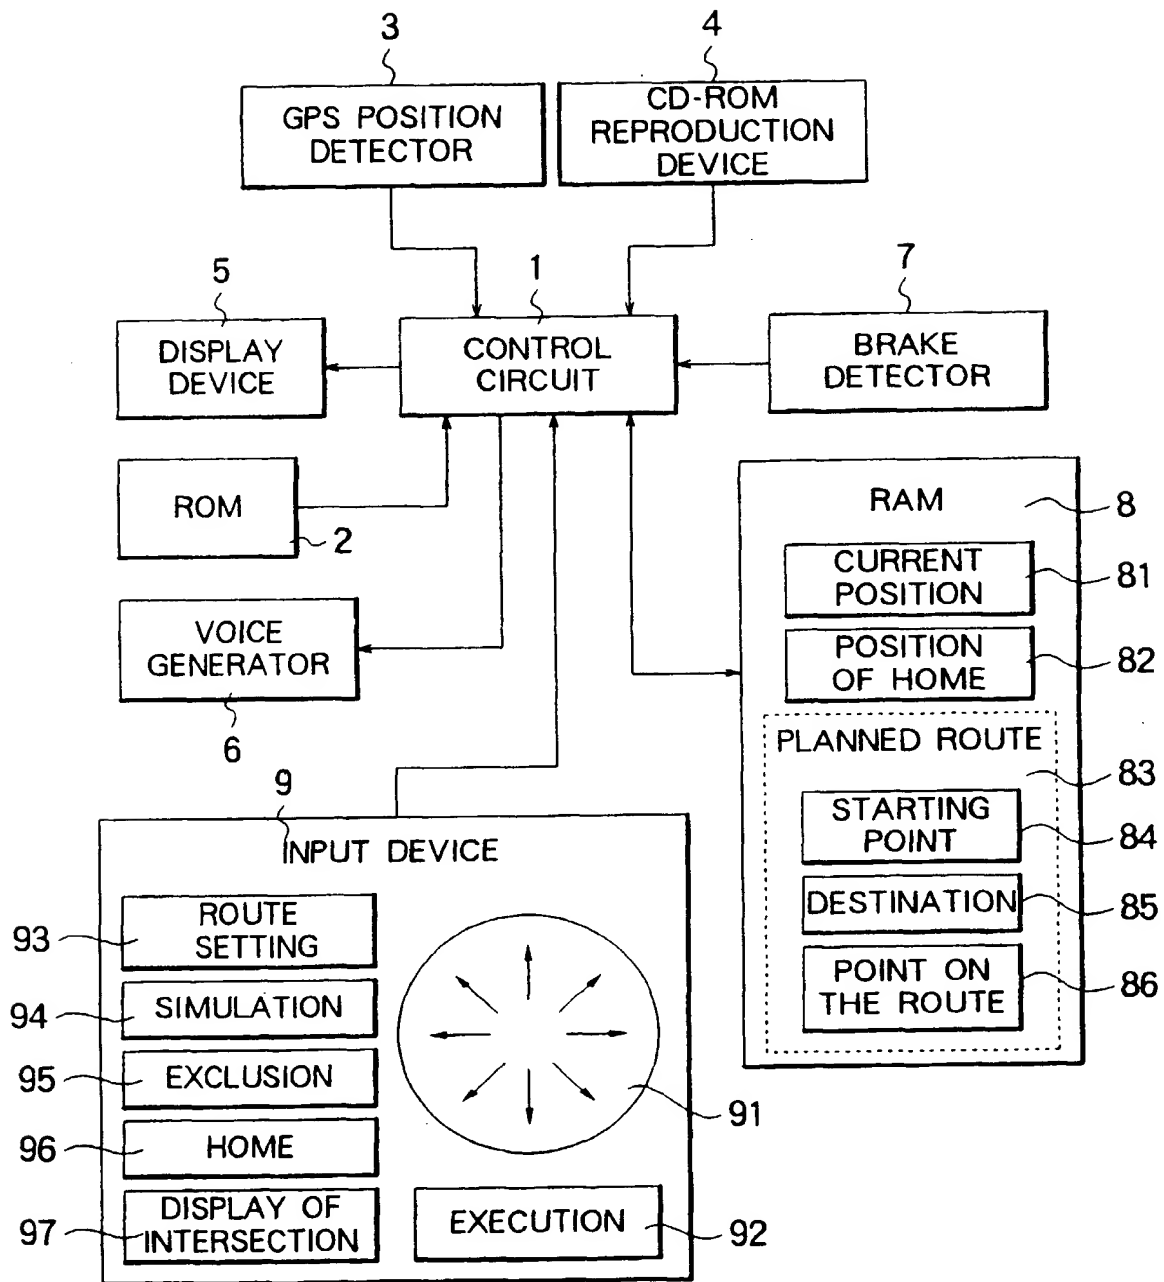 3
4
GPS POSITION
DETECTOR
CD-ROM
REPRODUCTION
DEVICE
5
1
7
DISPLAY
DEVICE
CONTROL
CIRCUIT
BRAKE
DETECTOR
ROM
2
VOICE
GENERATOR
6
RAM
8
CURRENT
POSITION
81
POSITION
OF HOME
82
PLANNED ROUTE
83
STARTING
POINT
84
DESTINATION
85
POINT ON
THE ROUTE
86
9
INPUT DEVICE
93
ROUTE
SETTING
94
SIMULATION
95
EXCLUSION
96
HOME
97
DISPLAY OF
INTERSECTION
91
EXECUTION
92